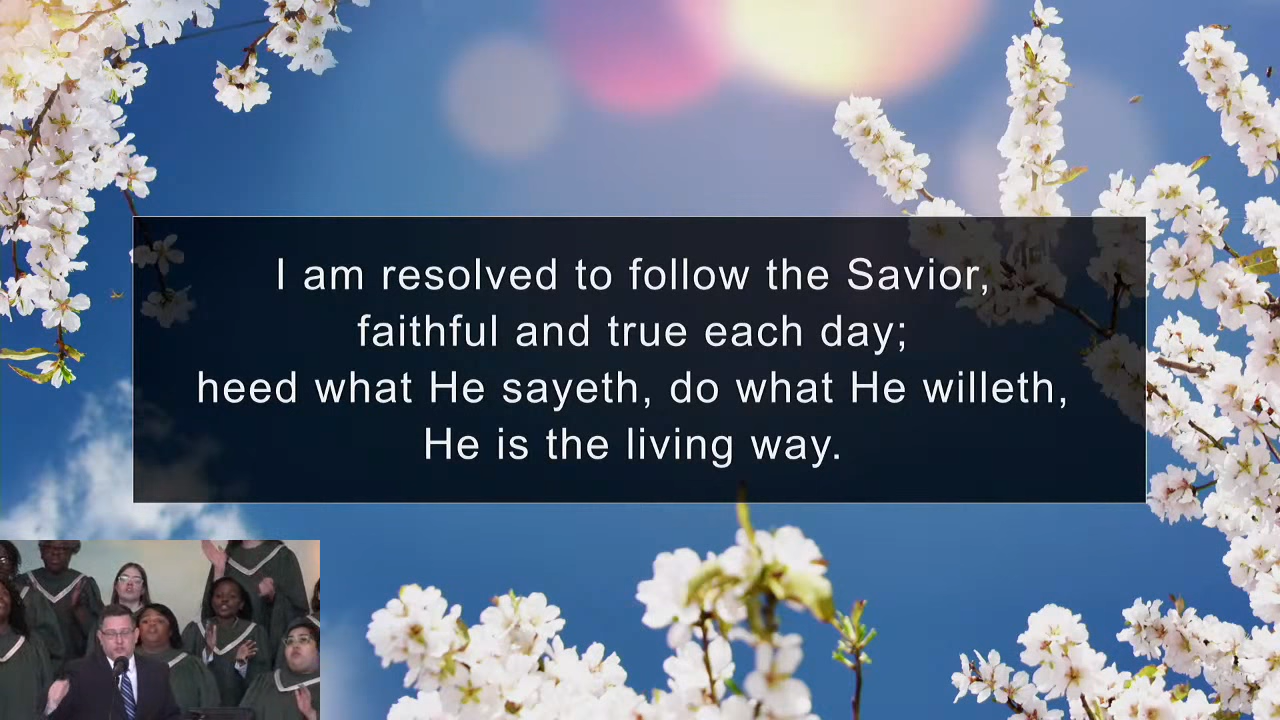 I am resolved to follow the Savior,
faithful and true each day;
heed what He sayeth, do what He willeth,
He is the living way.